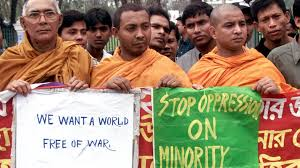 WE WANT A WORLD
FREE OF WAR.
STOP OPPRESSION
ON
MINORITY